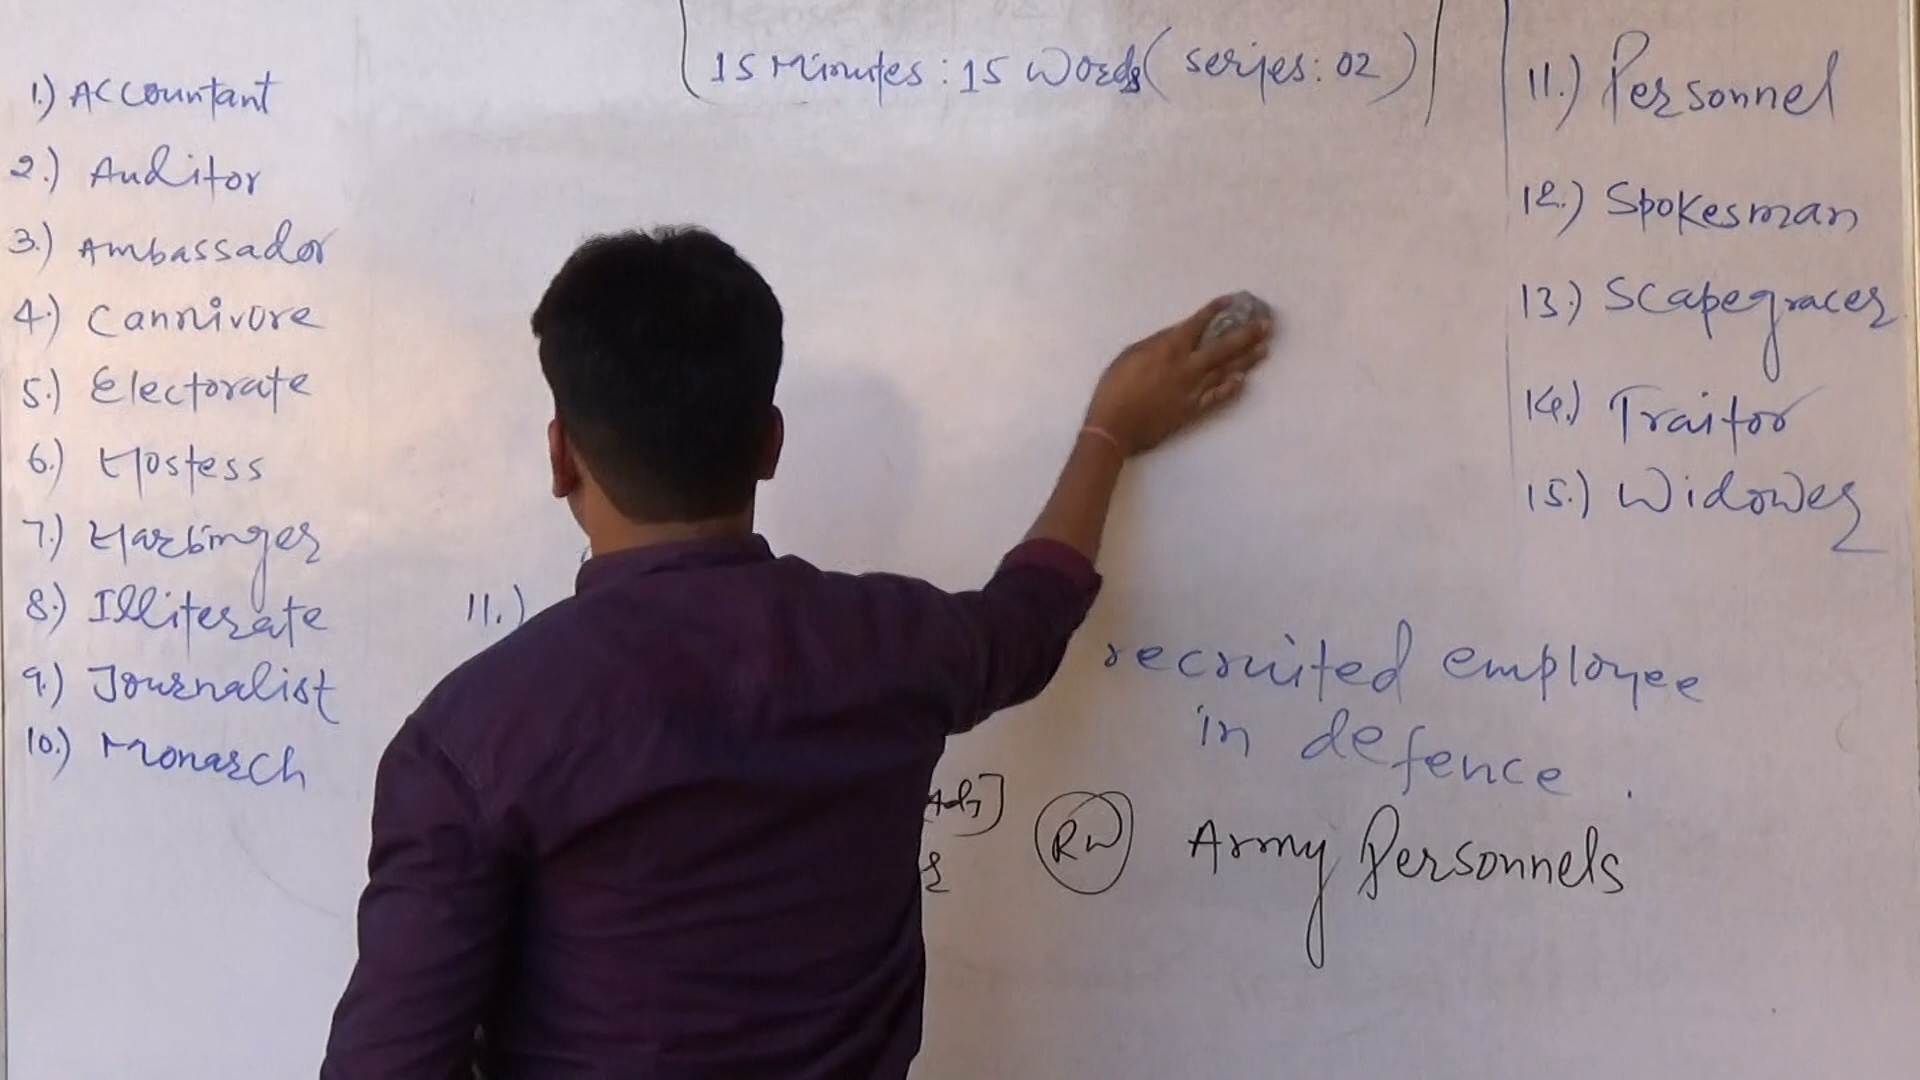 15 Minutes : 15 Words ( series : 02 )
1.) Accountant
2.) Auditor
3.) Ambassador
4.) Carnivore
5.) Electorate
6.) Hostess
7.) Harbinger
8.) Illiterate
9.) Journalist
10.) Monarch
11.)
recruited employee
in defence .
Adj]
RW Army Personnels
11.) Personnel
12.) Spokesman
13.) Scapegracer
14.) Traitor
15.) Widower